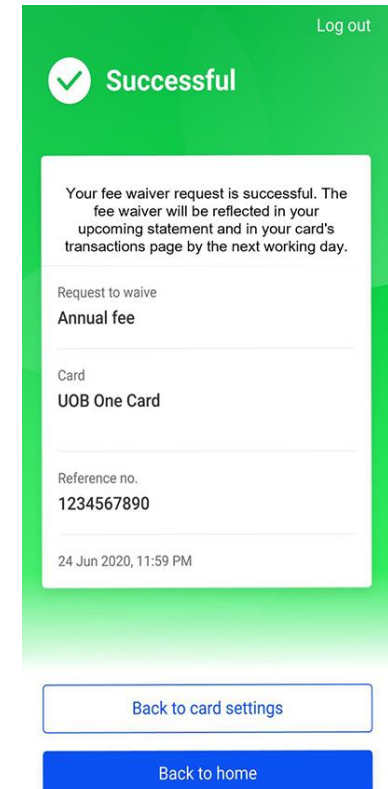 Log out
Successful
Your fee waiver request is successful. The
fee waiver will be reflected in your
upcoming statement and in your card's
transactions page by the next working day.
Request to waive
Annual fee
Card
UOB One Card
Reference no.
1234567890
24 Jun 2020, 11:59 PM
Back to card settings
Back to home